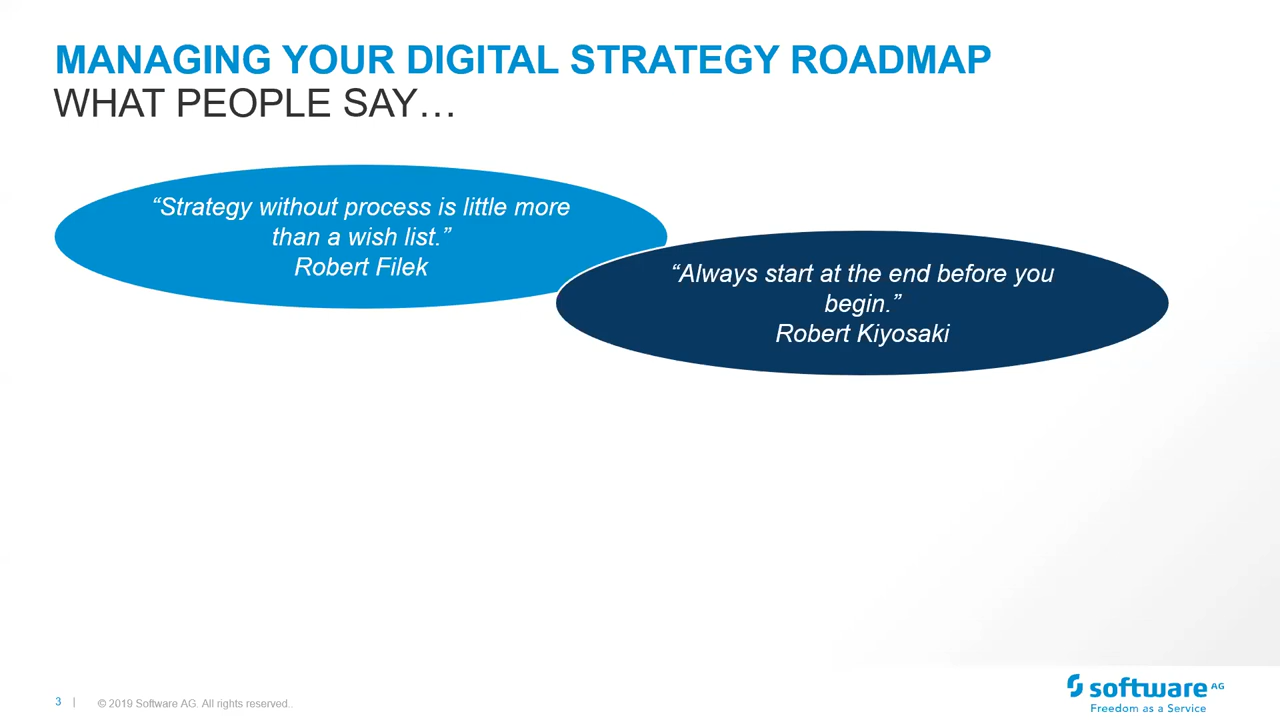 MANAGING YOUR DIGITAL STRATEGY ROADMAP
WHAT PEOPLE SAY…
“Strategy without process is little more
than a wish list.”
Robert Filek
“Always start at the end before you
begin.”
Robert Kiyosaki
3 |
© 2019 Software AG. All rights reserved..
software AG
Freedom as a Service